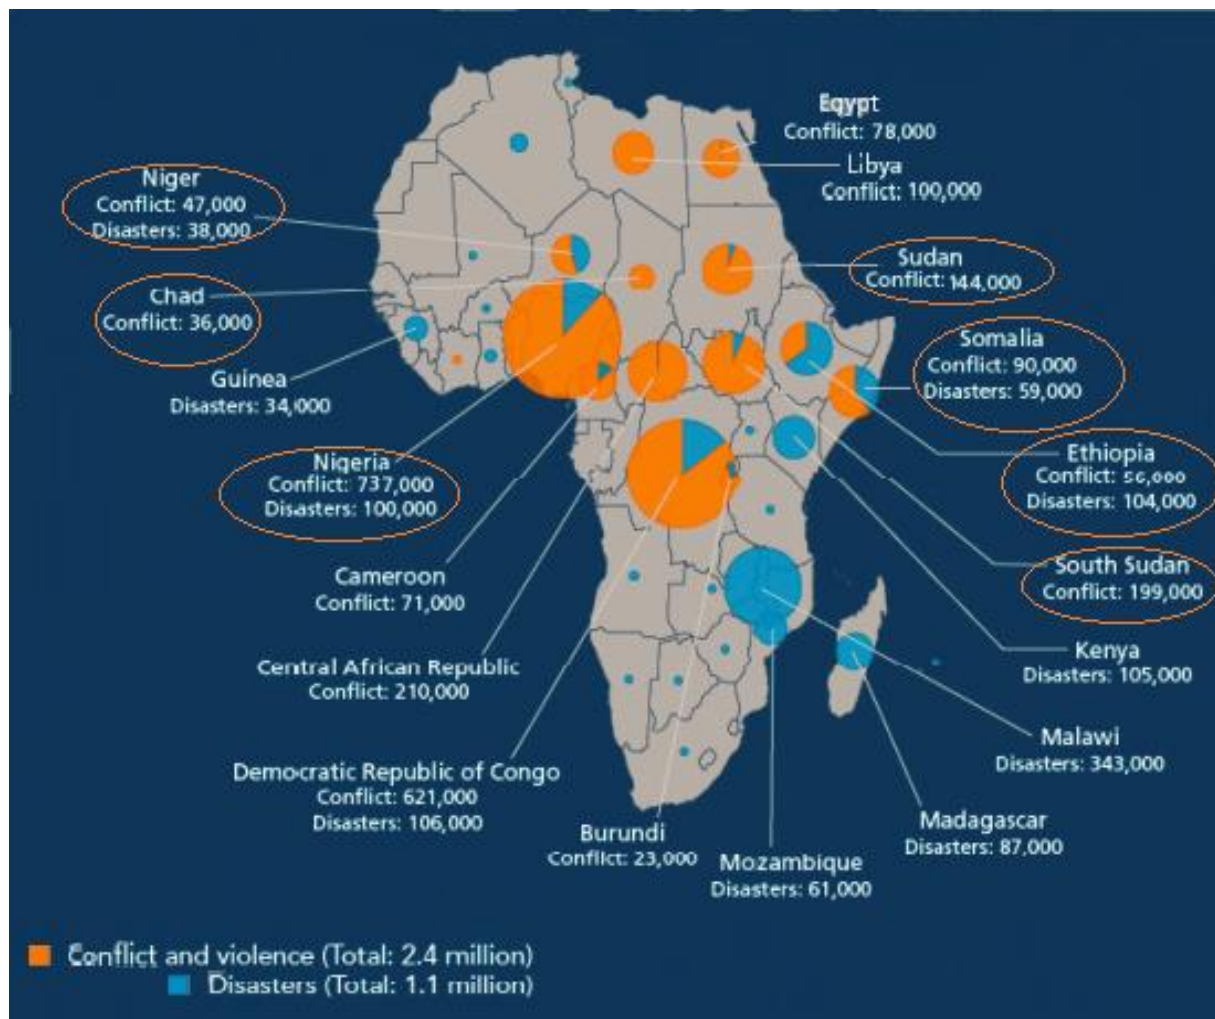 Egypt
Conflict: 78,000
Libya
Conflict: 100,000
Niger
Conflict: 47,000
Disasters: 38,000
Sudan
Conflict: 144,000
Chad
Conflict: 36,000
Somalia
Conflict: 90,000
Disasters: 59,000
Guinea
Disasters: 34,000
Ethiopia
Conflict:
Disasters: 104,000
Nigeria
Conflict: 737,000
Disasters: 100,000
South Sudan
Conflict: 199,000
Cameroon
Conflict: 71,000
Kenya
Disasters: 105,000
Central African Republic
Conflict: 210,000
Malawi
Disasters: 343,000
Democratic Republic of Congo
Conflict: 621,000
Disasters: 106,000
Madagascar
Disasters: 87,000
Burundi
Conflict: 23,000
Mozambique
Disasters: 61,000
Conflict and violence (Total: 2.4 million)
Disasters (Total: 1.1 million)